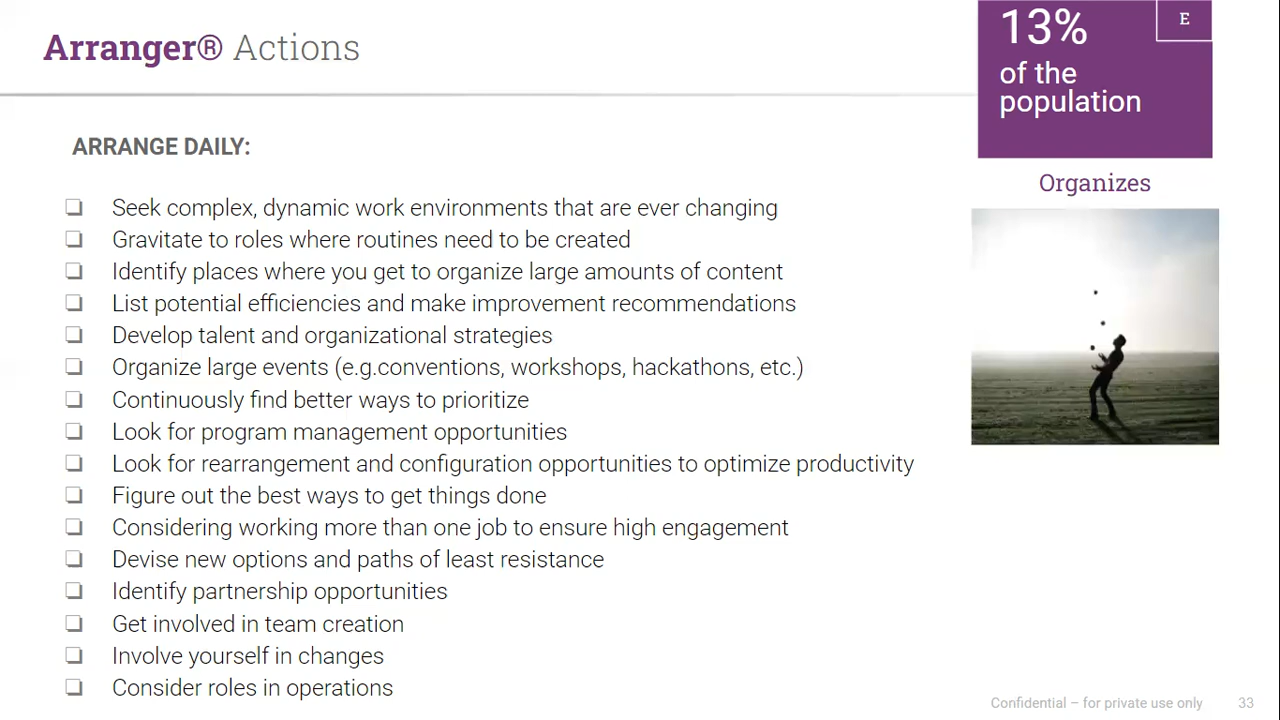 Arranger® Actions
13%
E
of the
population
ARRANGE DAILY:
Organizes
❏ Seek complex, dynamic work environments that are ever changing
❏ Gravitate to roles where routines need to be created
❏ Identify places where you get to organize large amounts of content
❏ List potential efficiencies and make improvement recommendations
❏ Develop talent and organizational strategies
❏ Organize large events (e.g.conventions, workshops, hackathons, etc.)
❏ Continuously find better ways to prioritize
❏ Look for program management opportunities
❏ Look for rearrangement and configuration opportunities to optimize productivity
❏ Figure out the best ways to get things done
❏ Considering working more than one job to ensure high engagement
❏ Devise new options and paths of least resistance
❏ Identify partnership opportunities
❏ Get involved in team creation
❏ Involve yourself in changes
❏ Consider roles in operations
Confidential – for private use only 33